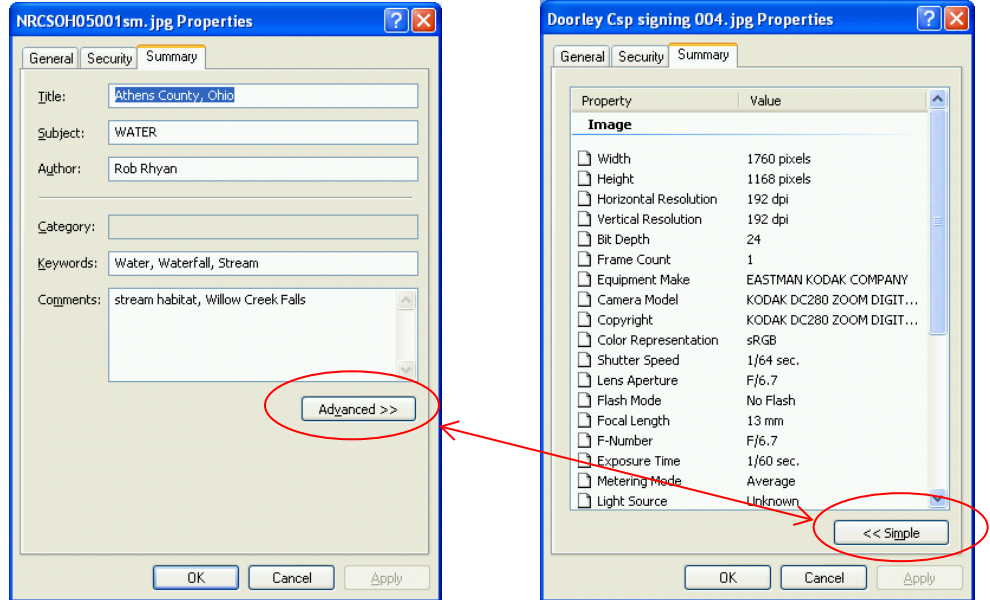 NRCSOH05001sm.jpg Properties
General Security Summary
Title: Athens County, Ohio
Subject: WATER
Author: Rob Rhyan
Category:
Keywords: Water, Waterfall, Stream
Comments: stream habitat, Willow Creek Falls
Advanced >>
OK Cancel Apply
Doorley Csp signing 004.jpg Properties
General Security Summary
Property Value
Image
Width 1760 pixels
Height 1168 pixels
Horizontal Resolution 192 dpi
Vertical Resolution 192 dpi
Bit Depth 24
Frame Count 1
Equipment Make EASTMAN KODAK COMPANY
Camera Model KODAK DC280 ZOOM DIGIT...
Copyright KODAK DC280 ZOOM DIGIT...
Color Representation sRGB
Shutter Speed 1/64 sec.
Lens Aperture F/6.7
Flash Mode No Flash
Focal Length 13 mm
F-Number F/6.7
Exposure Time 1/60 sec.
Metering Mode Average
Light Source Unknown
<< Simple
OK Cancel Apply